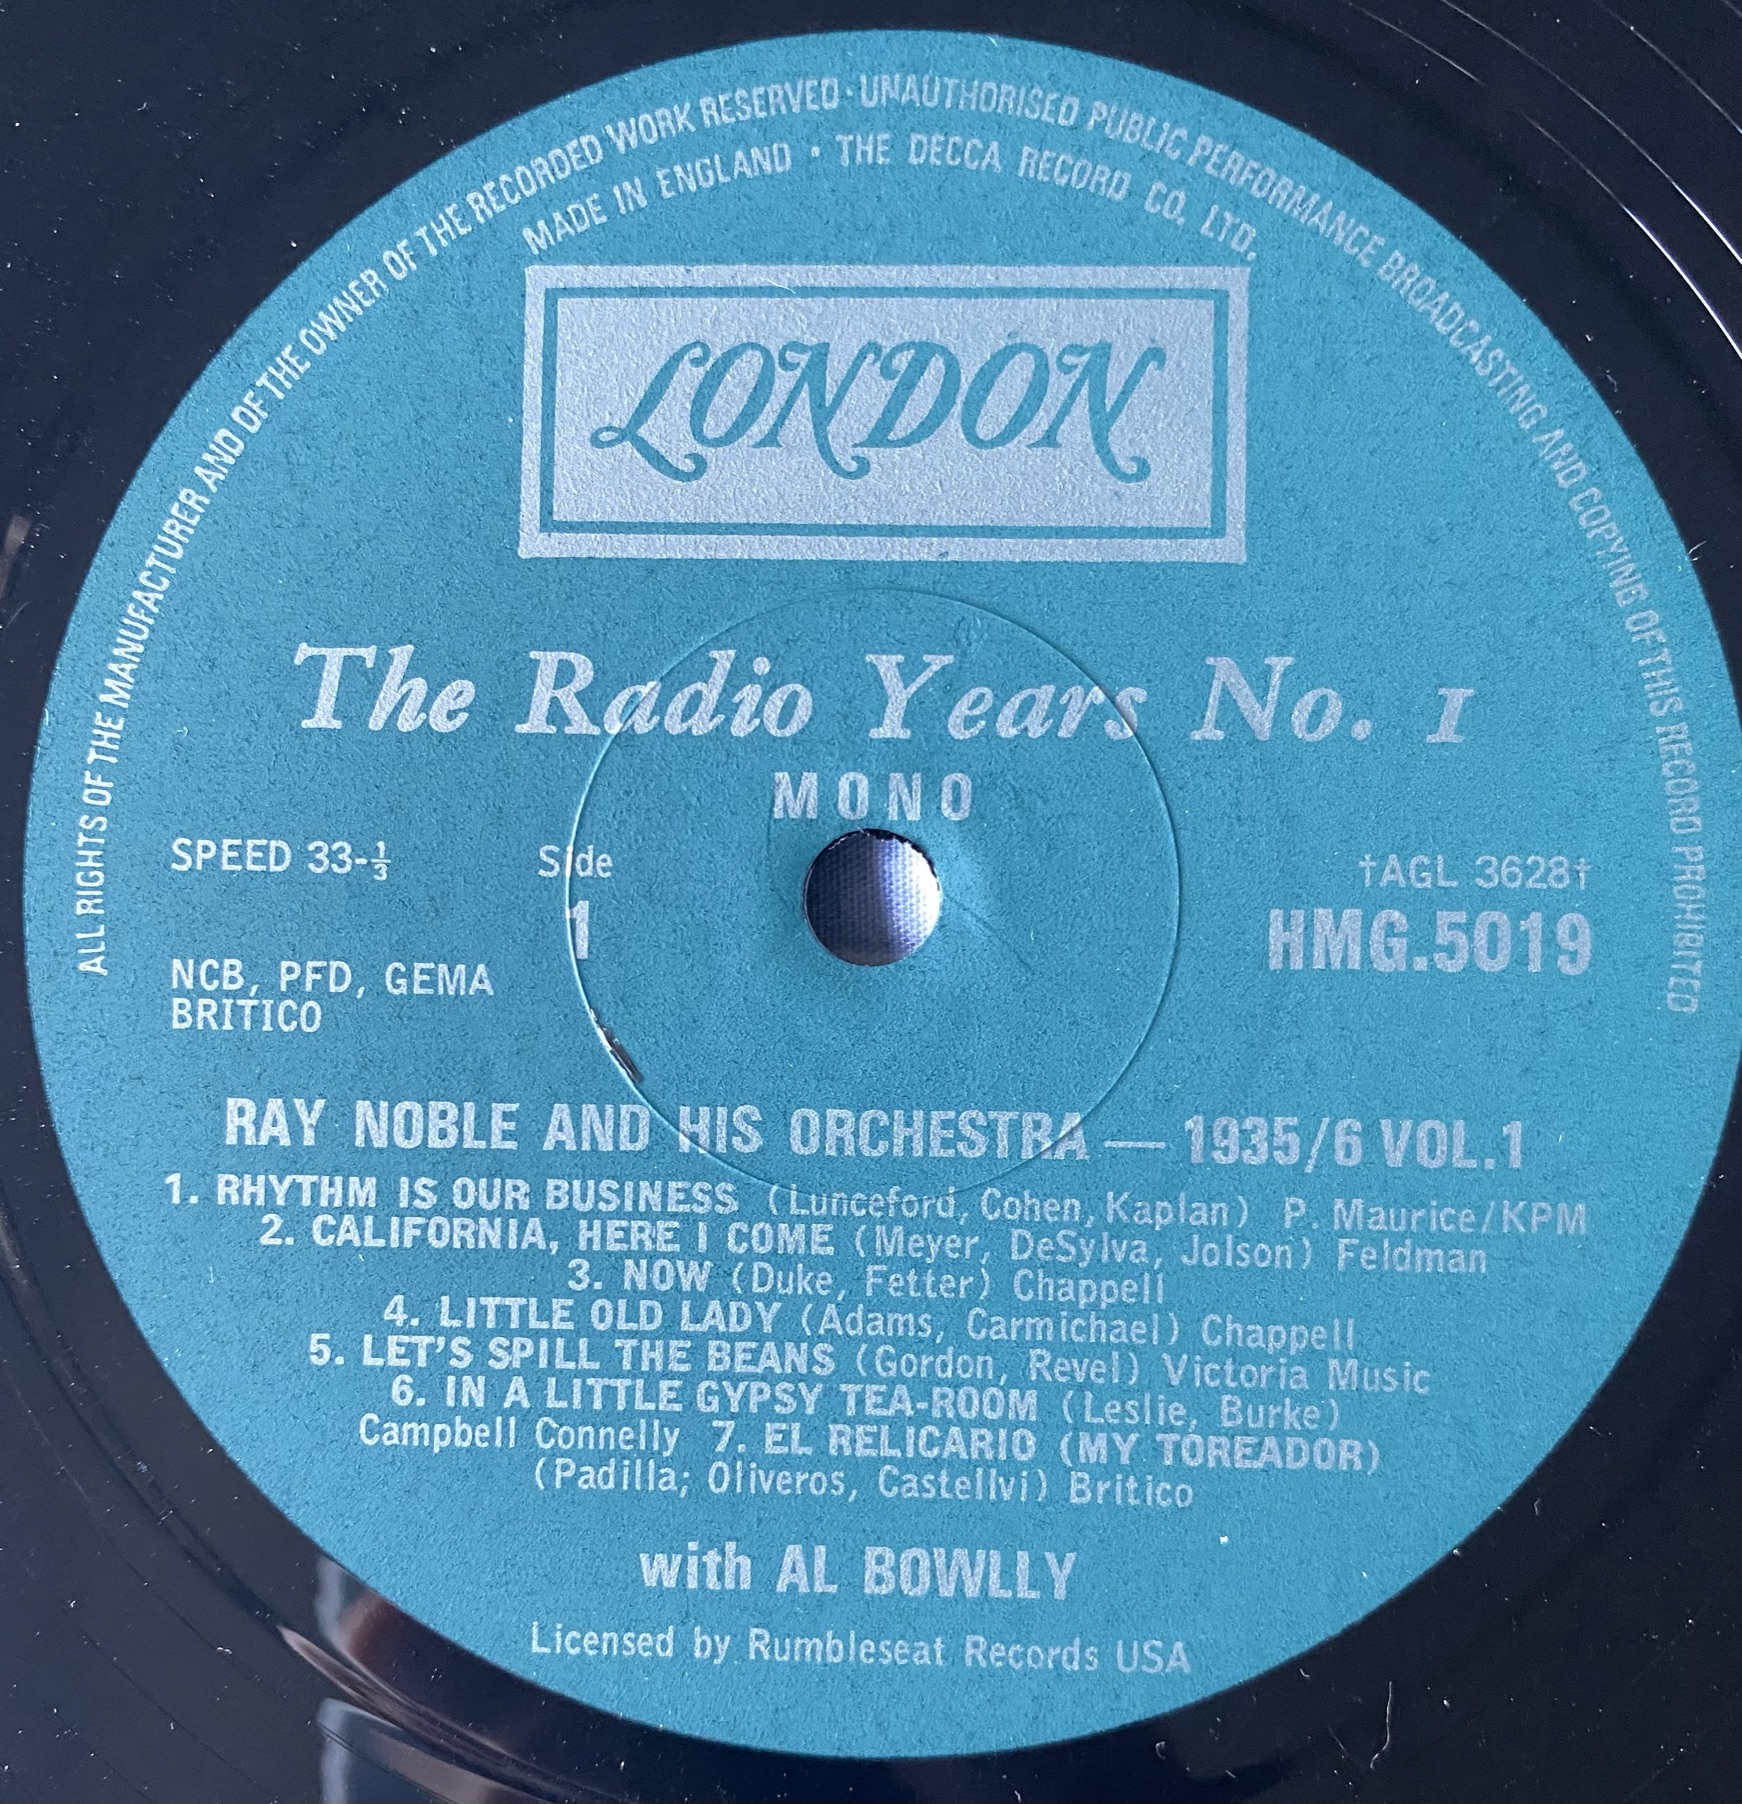 ALL RIGHTS OF THE MANUFACTURER AND OF THE OWNER OF THE RECORDED WORK RESERVED · UNAUTHORISED PUBLIC PERFORMANCE BROADCASTING AND COPYING OF THIS RECORD PROHIBITED
MADE IN ENGLAND · THE DECCA RECORD CO. LTD.
LONDON
The Radio Years No. 1
MONO
SPEED 33-⅓
Side
1
†AGL 3628†
HMG.5019
NCB, PFD, GEMA
BRITICO
RAY NOBLE AND HIS ORCHESTRA — 1935/6 VOL.1
1. RHYTHM IS OUR BUSINESS (Lunceford, Cohen, Kaplan) P. Maurice/KPM
2. CALIFORNIA, HERE I COME (Meyer, DeSylva, Jolson) Feldman
3. NOW (Duke, Fetter) Chappell
4. LITTLE OLD LADY (Adams, Carmichael) Chappell
5. LET'S SPILL THE BEANS (Gordon, Revel) Victoria Music
6. IN A LITTLE GYPSY TEA-ROOM (Leslie, Burke)
Campbell Connelly 7. EL RELICARIO (MY TOREADOR)
(Padilla; Oliveros, Castellvi) Britico
with AL BOWLLY
Licensed by Rumbleseat Records USA